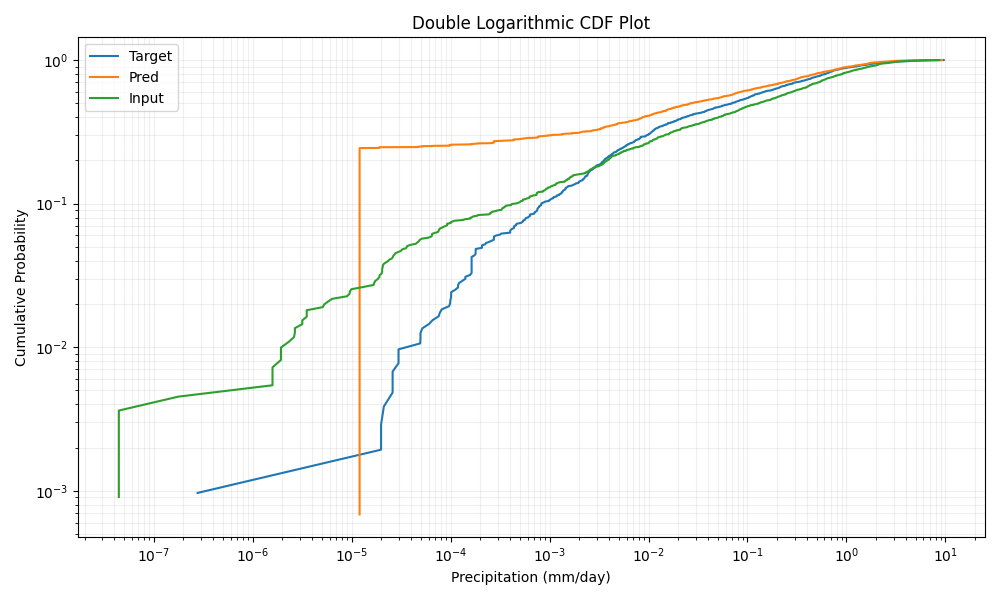 Double Logarithmic CDF Plot
Target
Pred
Input
Cumulative Probability
10⁰
10⁻¹
10⁻²
10⁻³
10⁻⁷ 10⁻⁶ 10⁻⁵ 10⁻⁴ 10⁻³ 10⁻² 10⁻¹ 10⁰ 10¹
Precipitation (mm/day)